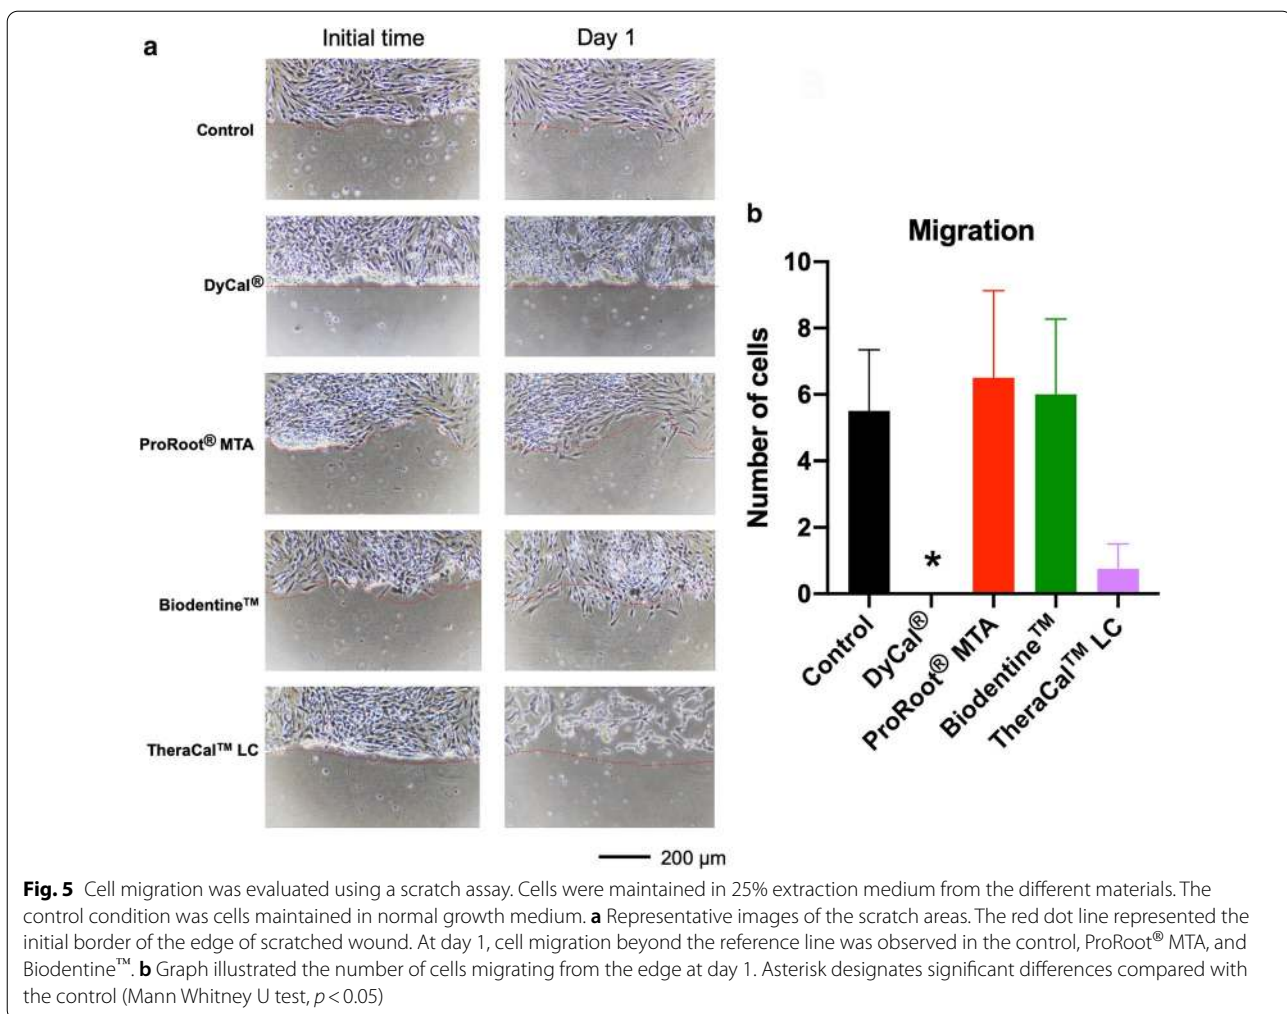 a
Initial time
Day 1
Control
DyCal®
ProRoot® MTA
Biodentine™
TheraCal™ LC
200 µm
b
Migration
Number of cells
10
8
6
4
2
0
*
Control
DyCal®
ProRoot® MTA
Biodentine™
TheraCal™ LC
Fig. 5 Cell migration was evaluated using a scratch assay. Cells were maintained in 25% extraction medium from the different materials. The
control condition was cells maintained in normal growth medium. a Representative images of the scratch areas. The red dot line represented the
initial border of the edge of scratched wound. At day 1, cell migration beyond the reference line was observed in the control, ProRoot® MTA, and
Biodentine™. b Graph illustrated the number of cells migrating from the edge at day 1. Asterisk designates significant differences compared with
the control (Mann Whitney U test, p < 0.05)